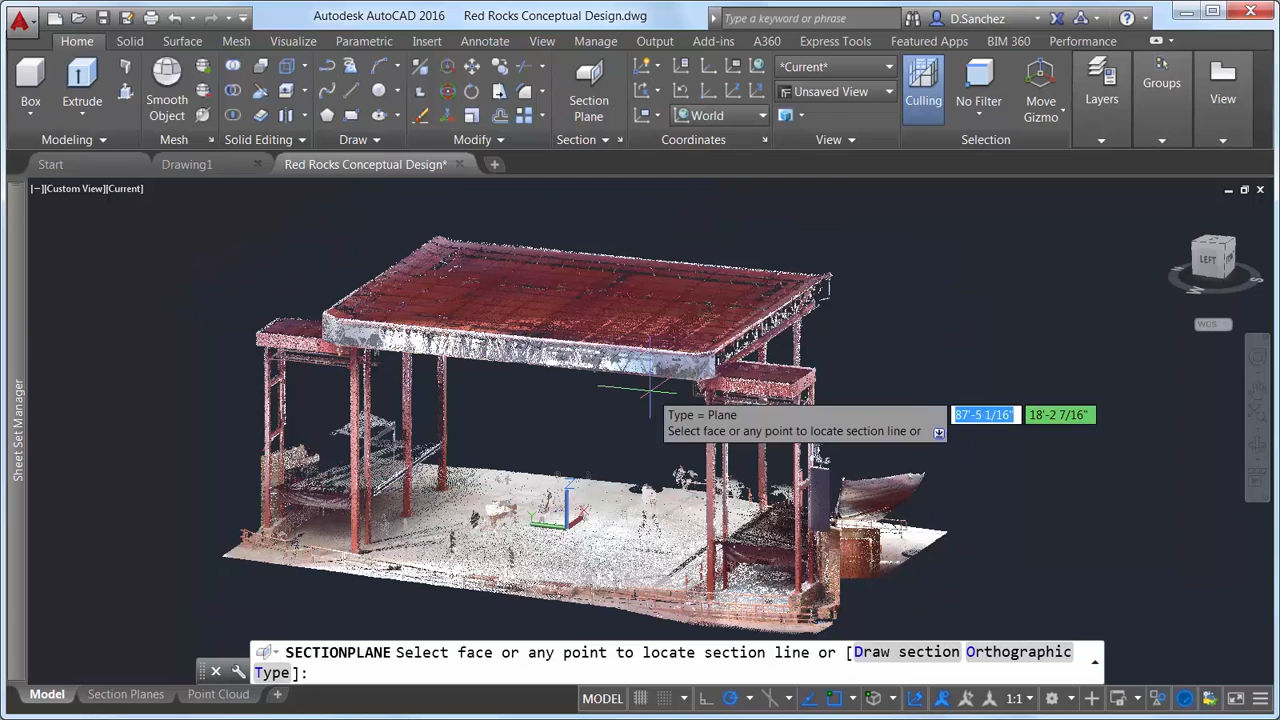 Autodesk AutoCAD 2016 Red Rocks Conceptual Design.dwg Type a keyword or phrase D.Sanchez
Home Solid Surface Mesh Visualize Parametric Insert Annotate View Manage Output Add-ins A360 Express Tools Featured Apps BIM 360 Performance
Box
Extrude
Smooth
Object
Section
Plane
*Current*
Unsaved View
World
Culling
No Filter
Move
Gizmo
Layers
Groups
View
Modeling Mesh Solid Editing Draw Modify Section Coordinates View Selection
Start Drawing1 Red Rocks Conceptual Design*
[−][Custom View][Current]
LEFT
N
S
WCS
Z
Y
X
Type = Plane
87'-5 1/16" 18'-2 7/16"
Select face or any point to locate section line or
Sheet Set Manager
SECTIONPLANE Select face or any point to locate section line or [Draw section Orthographic
Type]:
Model Section Planes Point Cloud
MODEL 1:1